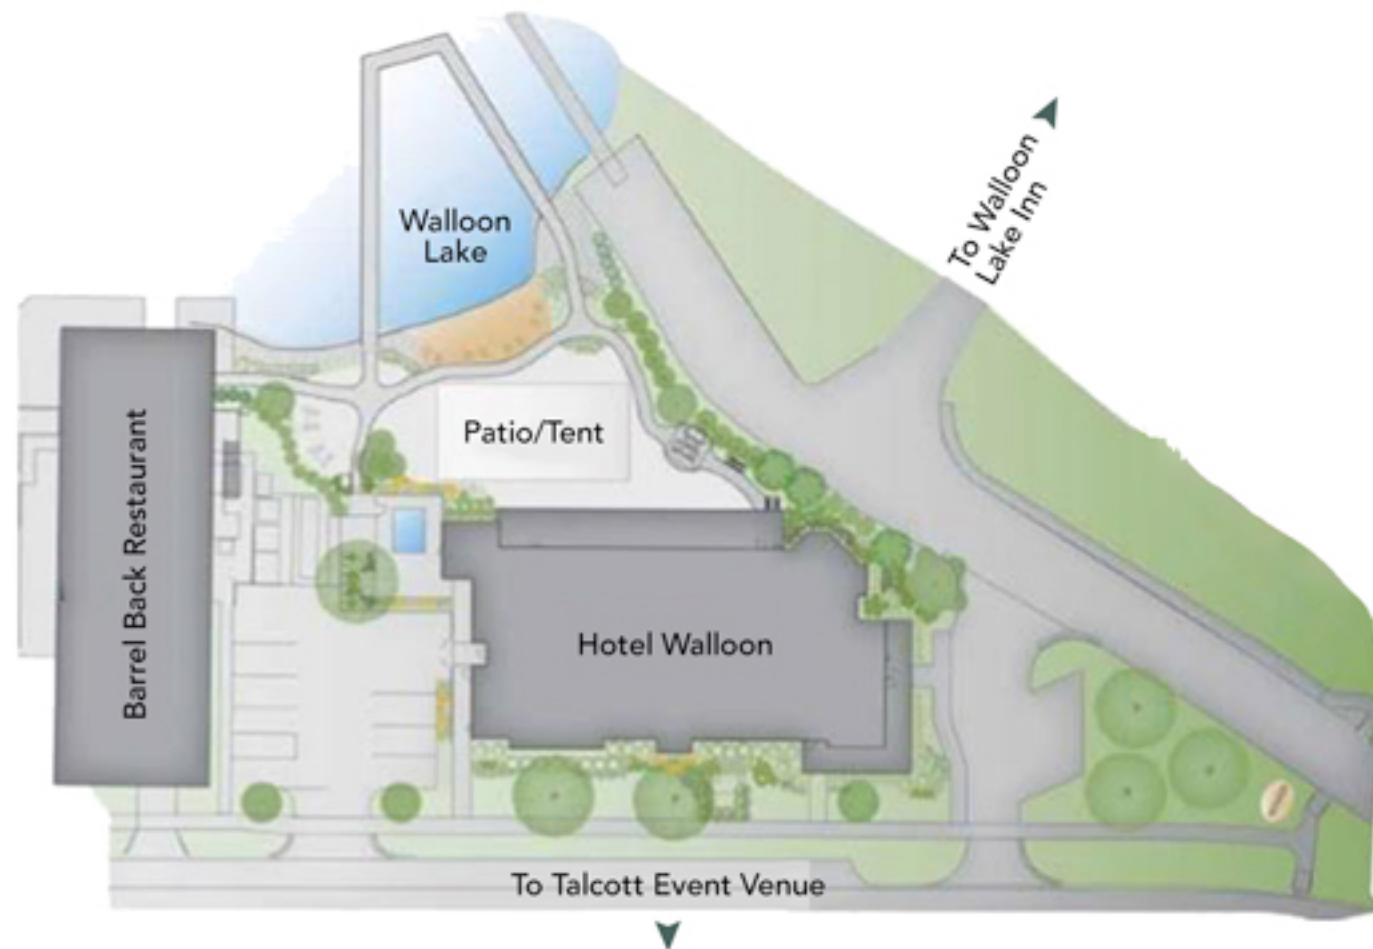 Walloon
Lake
To Walloon
Lake Inn
Patio/Tent
Barrel Back Restaurant
Hotel Walloon
To Talcott Event Venue